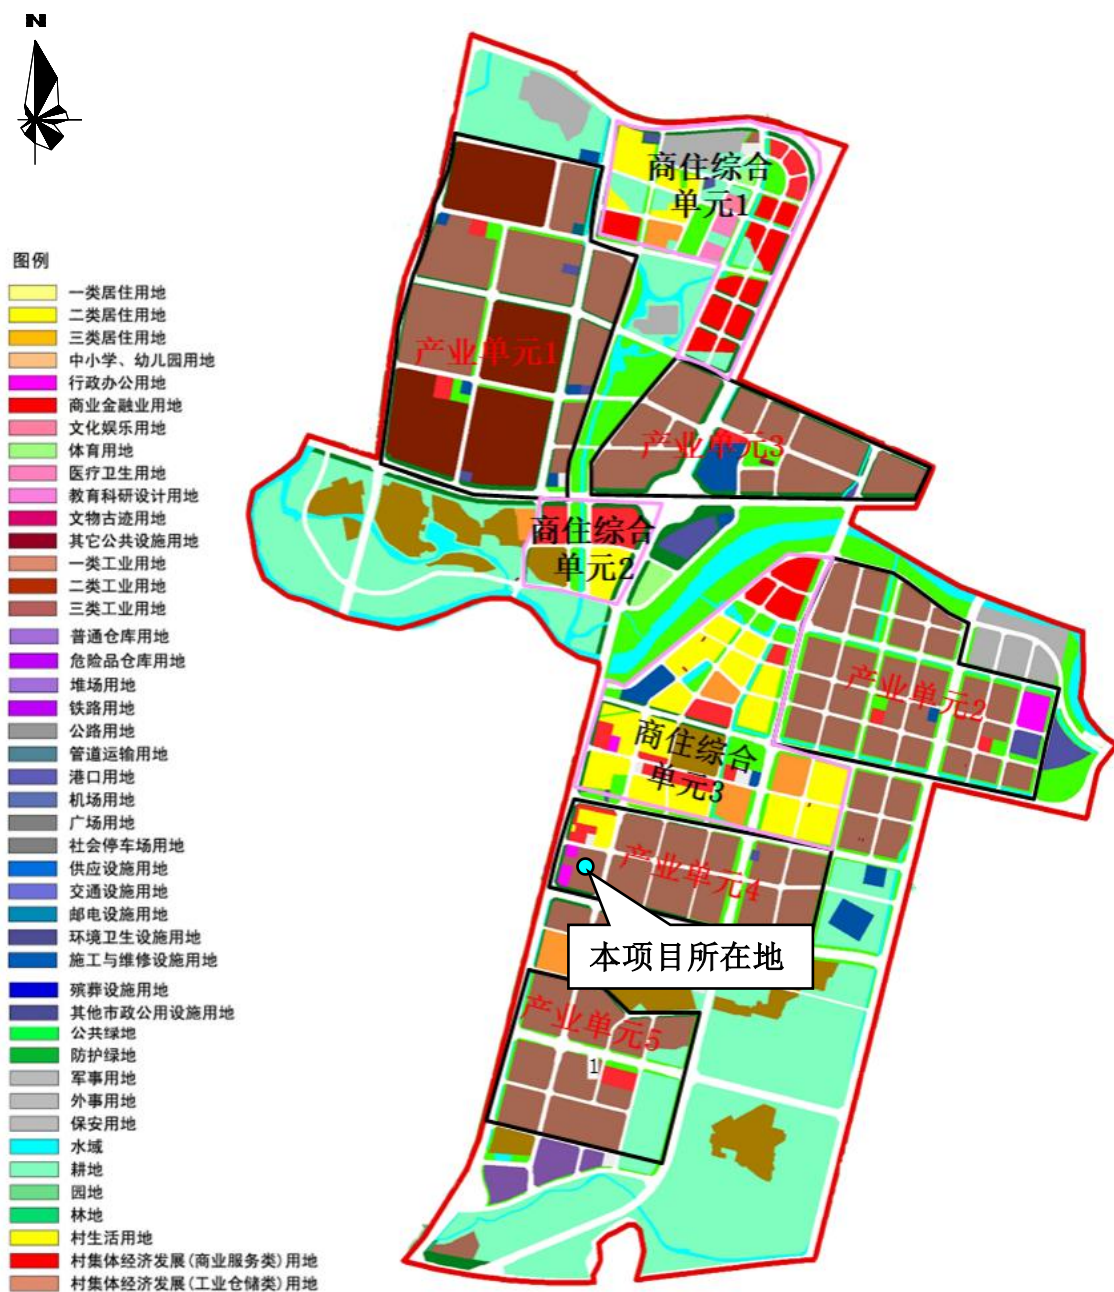 N
商住综合
单元1
图例
一类居住用地
二类居住用地
三类居住用地
中小学、幼儿园用地
行政办公用地
商业金融业用地
文化娱乐用地
体育用地
医疗卫生用地
教育科研设计用地
文物古迹用地
其它公共设施用地
一类工业用地
二类工业用地
三类工业用地
普通仓库用地
危险品仓库用地
堆场用地
铁路用地
公路用地
管道运输用地
港口用地
机场用地
广场用地
社会停车场用地
供应设施用地
交通设施用地
邮电设施用地
环境卫生设施用地
施工与维修设施用地
殡葬设施用地
其他市政公用设施用地
公共绿地
防护绿地
军事用地
外事用地
保安用地
水域
耕地
园地
林地
村生活用地
村集体经济发展(商业服务类)用地
村集体经济发展(工业仓储类)用地
产业单元1
产业单元3
商住综合
单元2
产业单元2
商住综合
单元3
产业单元4
本项目所在地
产业单元5
1